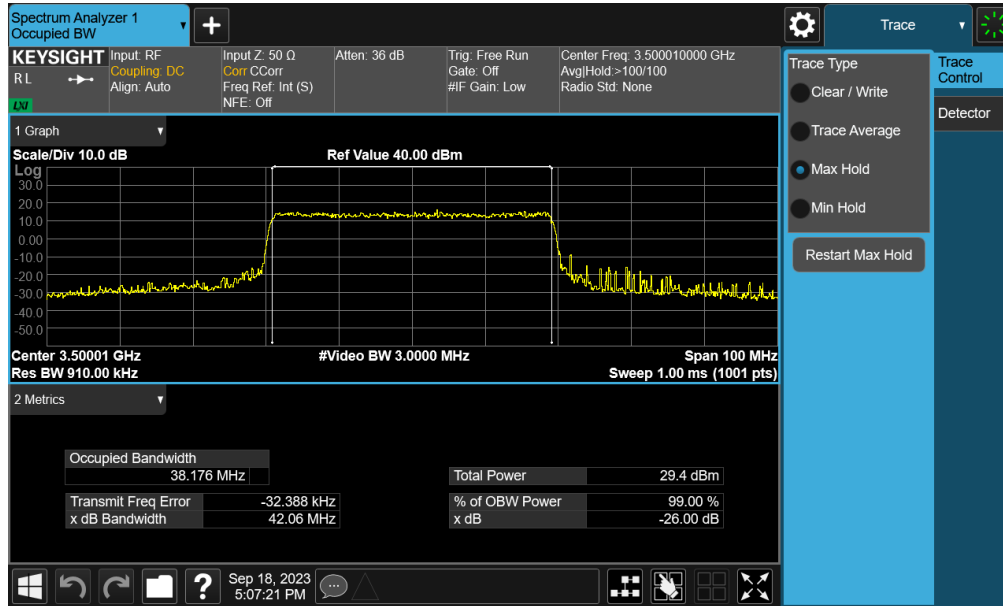 Spectrum Analyzer 1
Occupied BW
+
Trace
KEYSIGHT
R L
LXI
Input: RF
Coupling: DC
Align: Auto
Input Z: 50 Ω
Corr CCorr
Freq Ref: Int (S)
NFE: Off
Atten: 36 dB
Trig: Free Run
Gate: Off
#IF Gain: Low
Center Freq: 3.500010000 GHz
Avg|Hold:>100/100
Radio Std: None
Trace Type
Clear / Write
Trace Average
Max Hold
Min Hold
Restart Max Hold
Trace
Control
Detector
1 Graph
Scale/Div 10.0 dB
Ref Value 40.00 dBm
Log
30.0
20.0
10.0
0.00
-10.0
-20.0
-30.0
-40.0
-50.0
Center 3.50001 GHz
#Video BW 3.0000 MHz
Span 100 MHz
Res BW 910.00 kHz
Sweep 1.00 ms (1001 pts)
2 Metrics
Occupied Bandwidth
38.176 MHz
Total Power 29.4 dBm
Transmit Freq Error -32.388 kHz
% of OBW Power 99.00 %
x dB Bandwidth 42.06 MHz
x dB -26.00 dB
?
Sep 18, 2023
5:07:21 PM